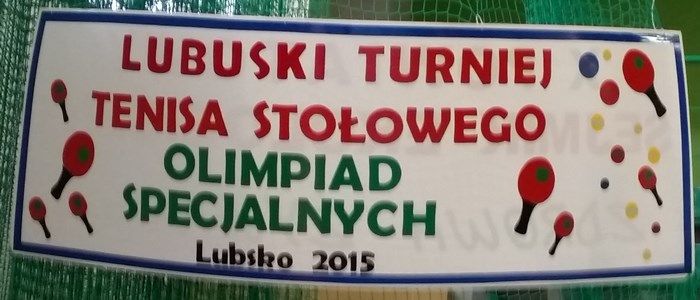 LUBUSKI TURNIEJ
TENISA STOŁOWEGO
OLIMPIAD
SPECJALNYCH
Lubsko 2015